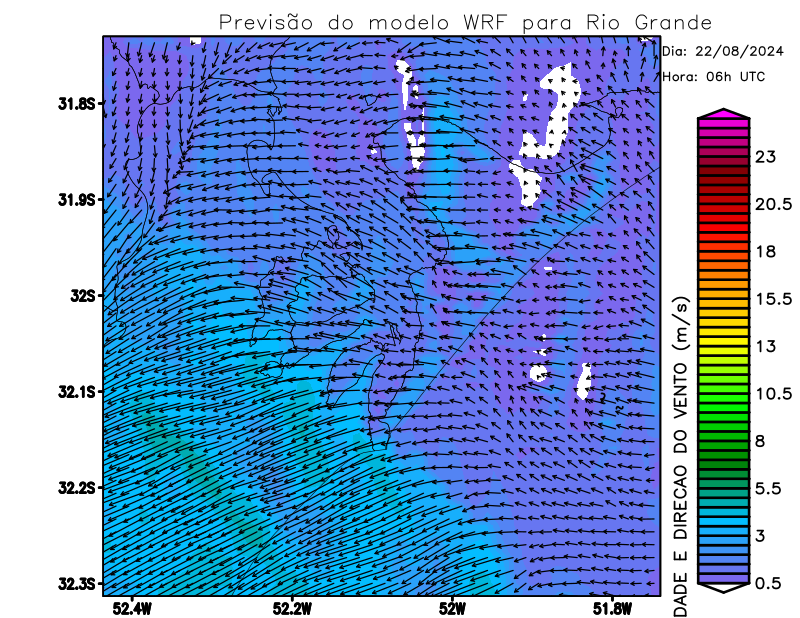 Previsão do modelo WRF para Rio Grande
Dia: 22/08/2024
Hora: 06h UTC
31.8S
31.9S
32S
32.1S
32.2S
32.3S
52.4W
52.2W
52W
51.8W
DADE E DIRECAO DO VENTO (m/s)
23
20.5
18
15.5
13
10.5
8
5.5
3
0.5